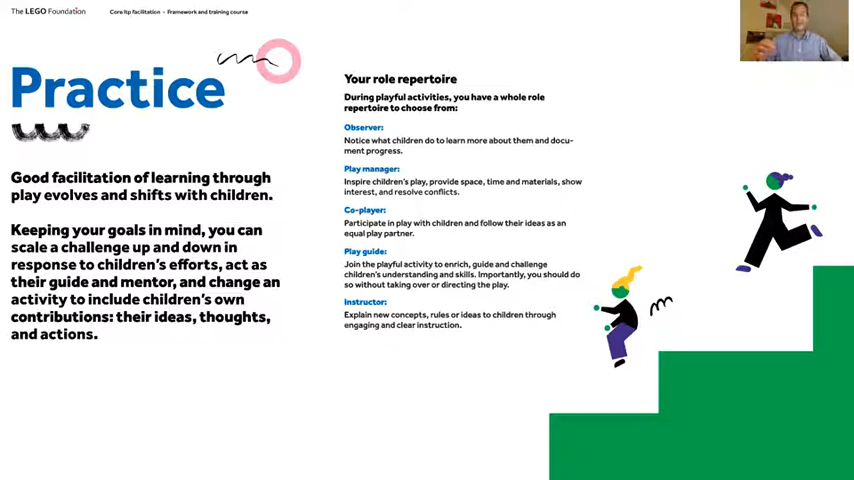 The LEGO Foundation
Core ltp facilitation - Framework and training course
Practice
Good facilitation of learning through
play evolves and shifts with children.
Keeping your goals in mind, you can
scale a challenge up and down in
response to children's efforts, act as
their guide and mentor, and change an
activity to include children's own
contributions: their ideas, thoughts,
and actions.
Your role repertoire
During playful activities, you have a whole role
repertoire to choose from:
Observer:
Notice what children do to learn more about them and docu-
ment progress.
Play manager:
Inspire children's play, provide space, time and materials, show
interest, and resolve conflicts.
Co-player:
Participate in play with children and follow their ideas as an
equal play partner.
Play guide:
Join the playful activity to enrich, guide and challenge
children's understanding and skills. Importantly, you should do
so without taking over or directing the play.
Instructor:
Explain new concepts, rules or ideas to children through
engaging and clear instruction.